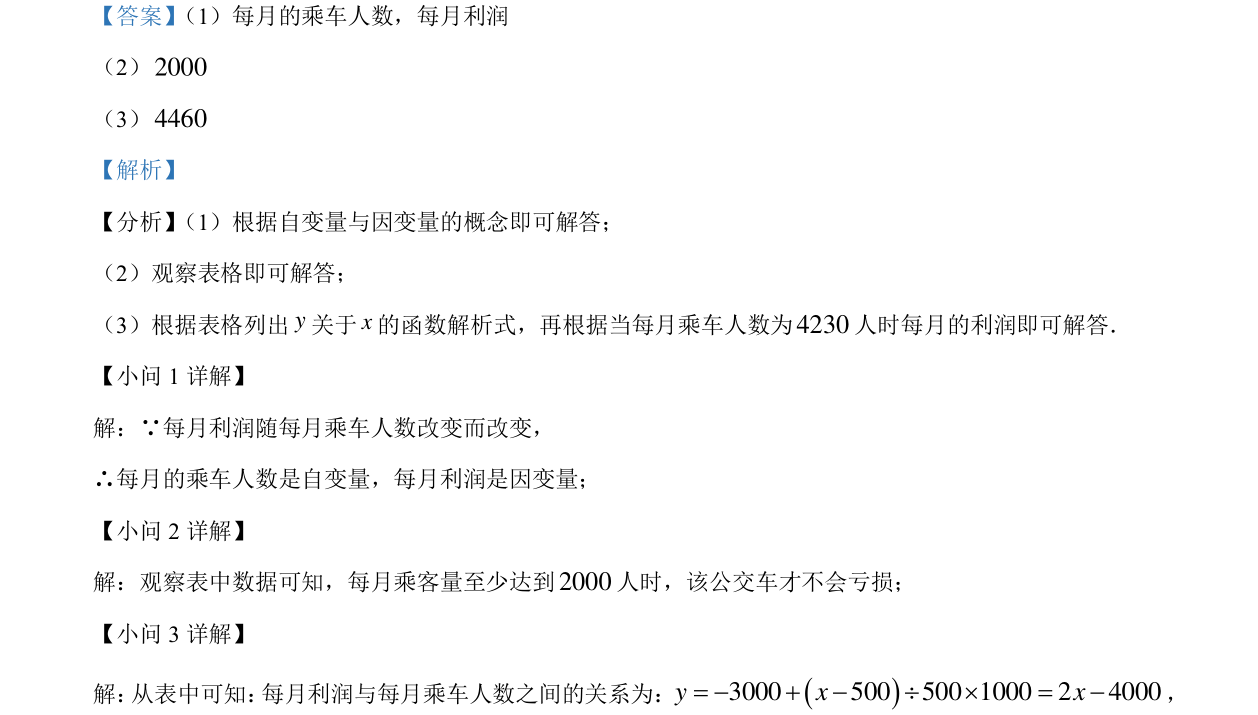 【答案】（1）每月的乘车人数，每月利润
（2）2000
（3）4460
【解析】
【分析】（1）根据自变量与因变量的概念即可解答；
（2）观察表格即可解答；
（3）根据表格列出 y 关于 x 的函数解析式，再根据当每月乘车人数为 4230 人时每月的利润即可解答．
【小问 1 详解】
解：∵每月利润随每月乘车人数改变而改变，
∴每月的乘车人数是自变量，每月利润是因变量；
【小问 2 详解】
解：观察表中数据可知，每月乘客量至少达到 2000 人时，该公交车才不会亏损；
【小问 3 详解】
解：从表中可知：每月利润与每月乘车人数之间的关系为：y = −3000 + (x − 500) ÷ 500 × 1000 = 2x − 4000，